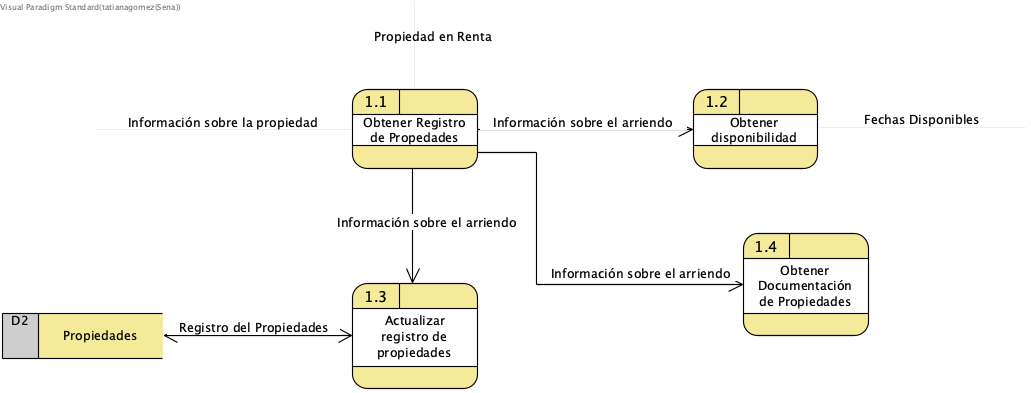 Visual Paradigm Standard(tatianagomez(Sena))
Propiedad en Renta
1.1
Obtener Registro
de Propedades
Información sobre la propiedad
Información sobre el arriendo
1.2
Obtener
disponibilidad
Fechas Disponibles
Información sobre el arriendo
1.4
Obtener
Documentación
de Propiedades
Información sobre el arriendo
1.3
Actualizar
registro de
propiedades
D2
Propiedades
Registro del Propiedades